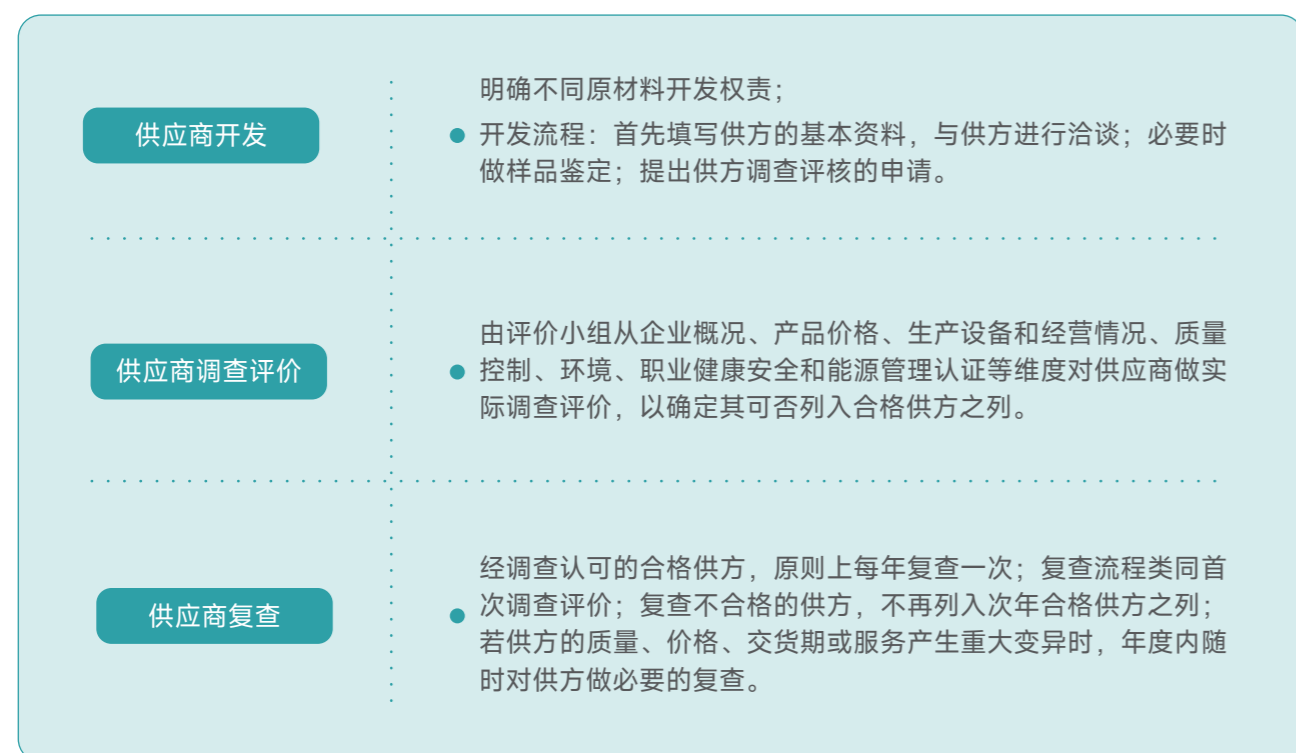 供应商开发
明确不同原材料开发权责；
开发流程：首先填写供方的基本资料，与供方进行洽谈；必要时
做样品鉴定；提出供方调查评核的申请。
供应商调查评价
由评价小组从企业概况、产品价格、生产设备和经营情况、质量
控制、环境、职业健康安全和能源管理认证等维度对供应商做实
际调查评价，以确定其可否列入合格供方之列。
供应商复查
经调查认可的合格供方，原则上每年复查一次；复查流程类同首
次调查评价；复查不合格的供方，不再列入次年合格供方之列；
若供方的质量、价格、交货期或服务产生重大变异时，年度内随
时对供方做必要的复查。